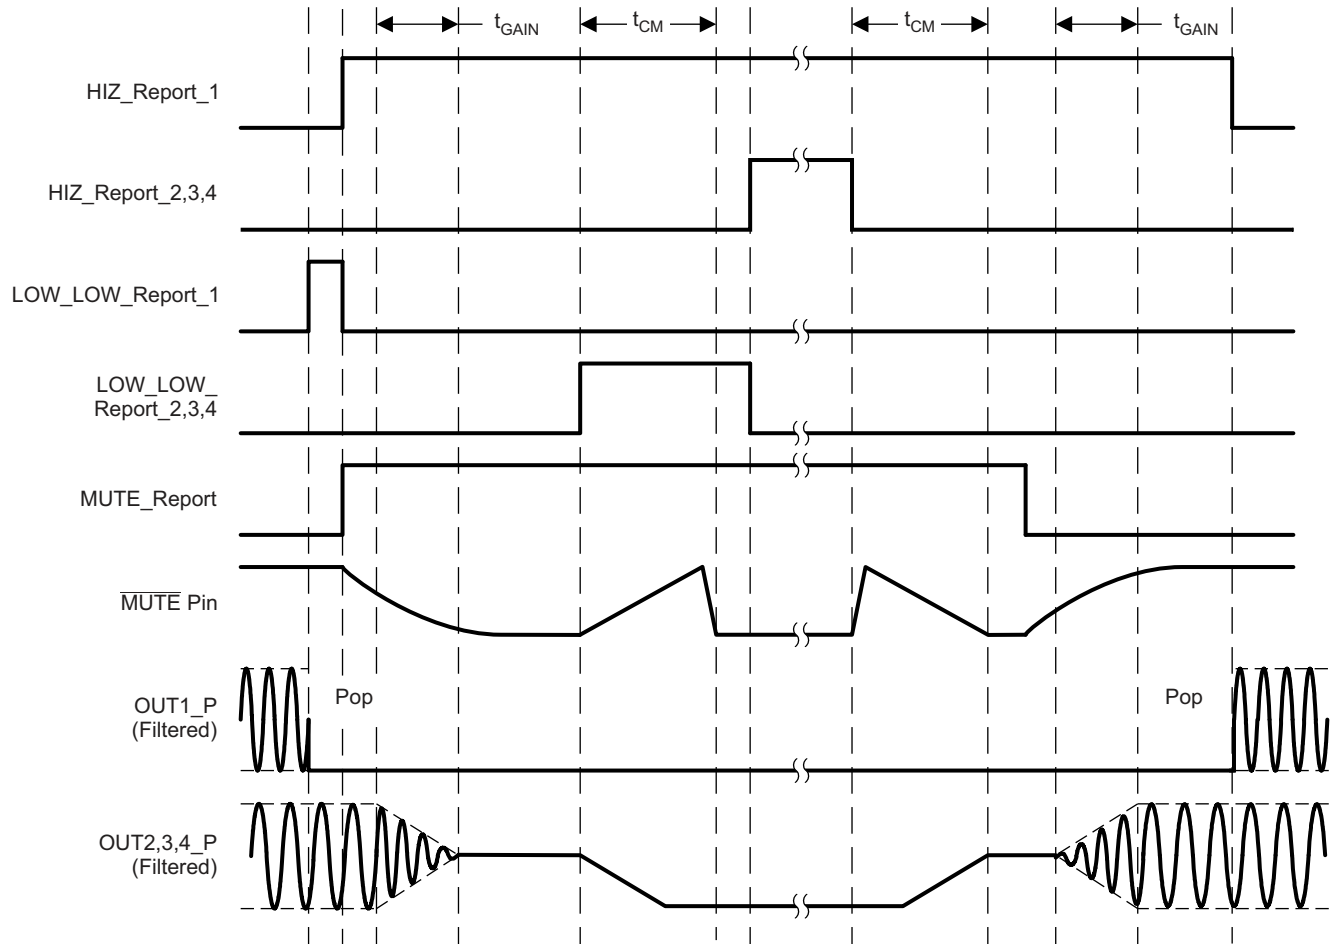 t_GAIN
t_CM
t_CM
t_GAIN
HIZ_Report_1
HIZ_Report_2,3,4
LOW_LOW_Report_1
LOW_LOW_
Report_2,3,4
MUTE_Report
MUTE Pin
OUT1_P
(Filtered)
Pop
Pop
OUT2,3,4_P
(Filtered)